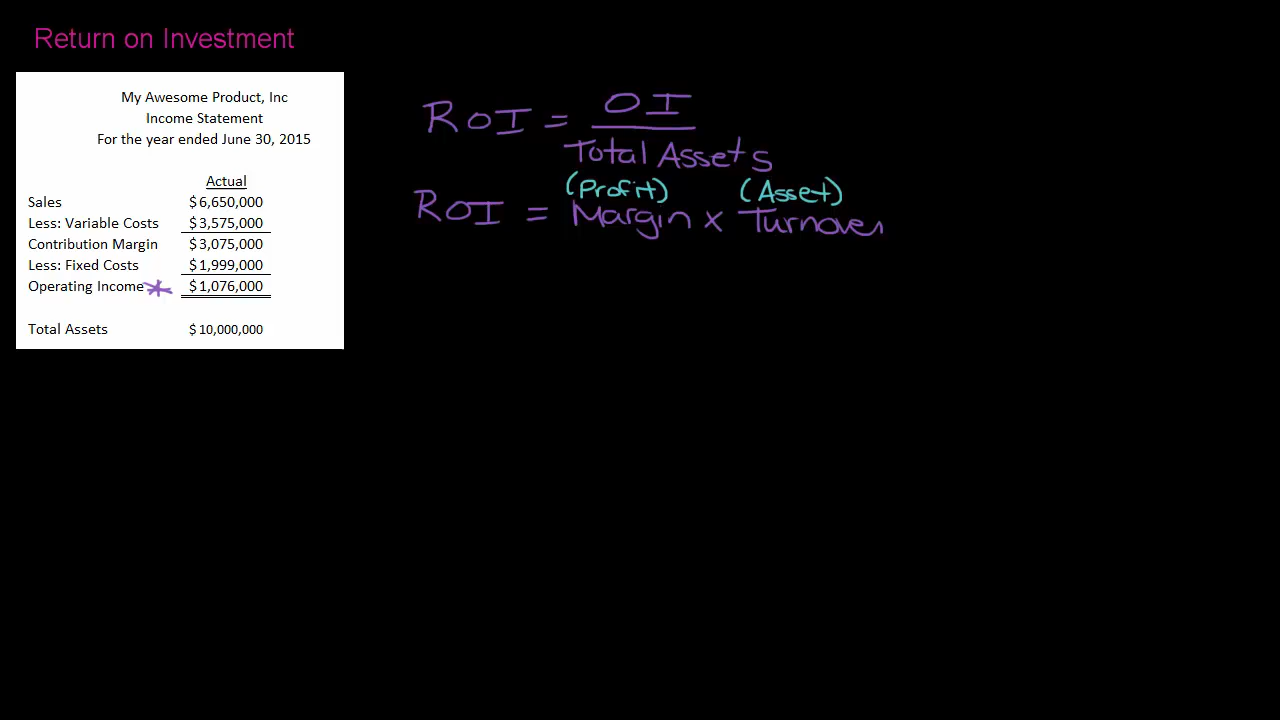 Return on Investment
My Awesome Product, Inc
Income Statement
For the year ended June 30, 2015
Actual
Sales $ 6,650,000
Less: Variable Costs $ 3,575,000
Contribution Margin $ 3,075,000
Less: Fixed Costs $ 1,999,000
Operating Income* $ 1,076,000
Total Assets $ 10,000,000
ROI = OI
Total Assets
(Profit) (Asset)
ROI = Margin x Turnover